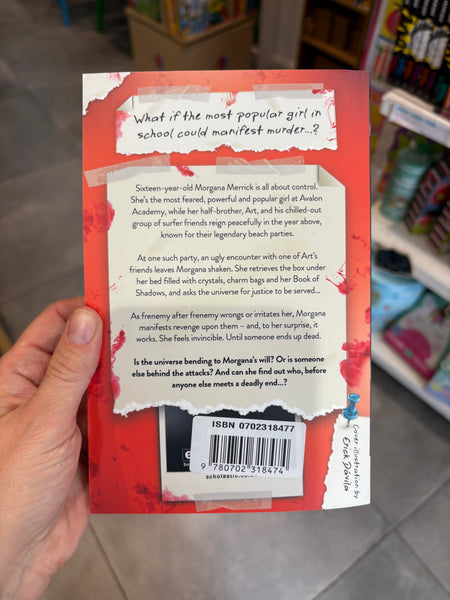 What if the most popular girl in
school could manifest murder...?
Sixteen-year-old Morgana Merrick is all about control.
She's the most feared, powerful and popular girl at Avalon
Academy, while her half-brother, Art, and his chilled-out
group of surfer friends reign peacefully in the year above,
known for their legendary beach parties.
At one such party, an ugly encounter with one of Art's
friends leaves Morgana shaken. She retrieves the box under
her bed filled with crystals, charm bags and her Book of
Shadows, and asks the universe for justice to be served...
As frenemy after frenemy wrongs or irritates her, Morgana
manifests revenge upon them – and, to her surprise, it
works. She feels invincible. Until someone ends up dead.
Is the universe bending to Morgana's will? Or is someone
else behind the attacks? And can she find out who, before
anyone else meets a deadly end...?
ISBN 0702318477
9 780702 318474
Cover illustration by
Erick Dávila